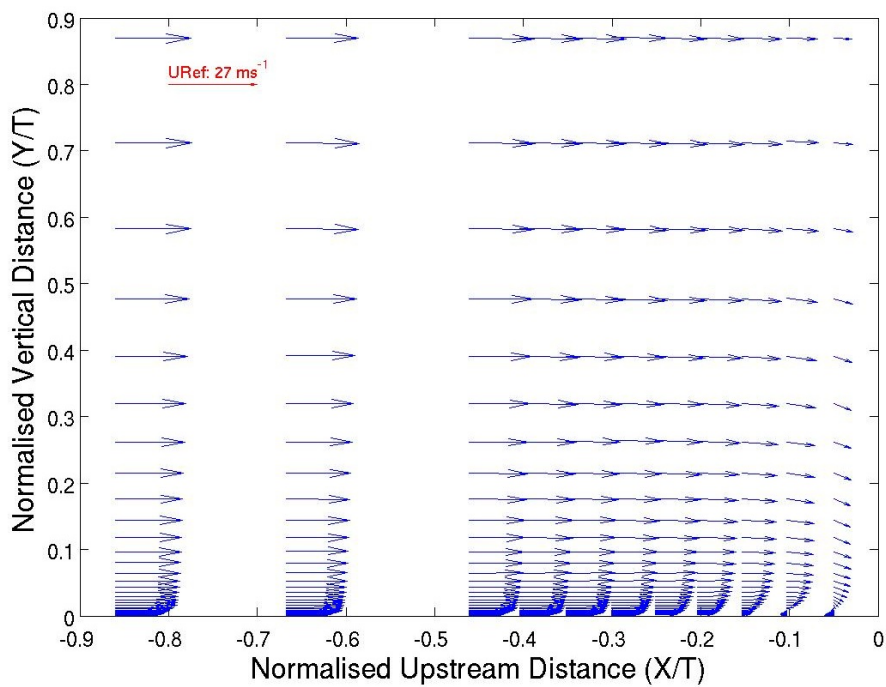 0.9
URef: 27 ms⁻¹
0.8
0.7
0.6
0.5
0.4
0.3
0.2
0.1
0
Normalised Vertical Distance (Y/T)
-0.9 -0.8 -0.7 -0.6 -0.5 -0.4 -0.3 -0.2 -0.1 0
Normalised Upstream Distance (X/T)